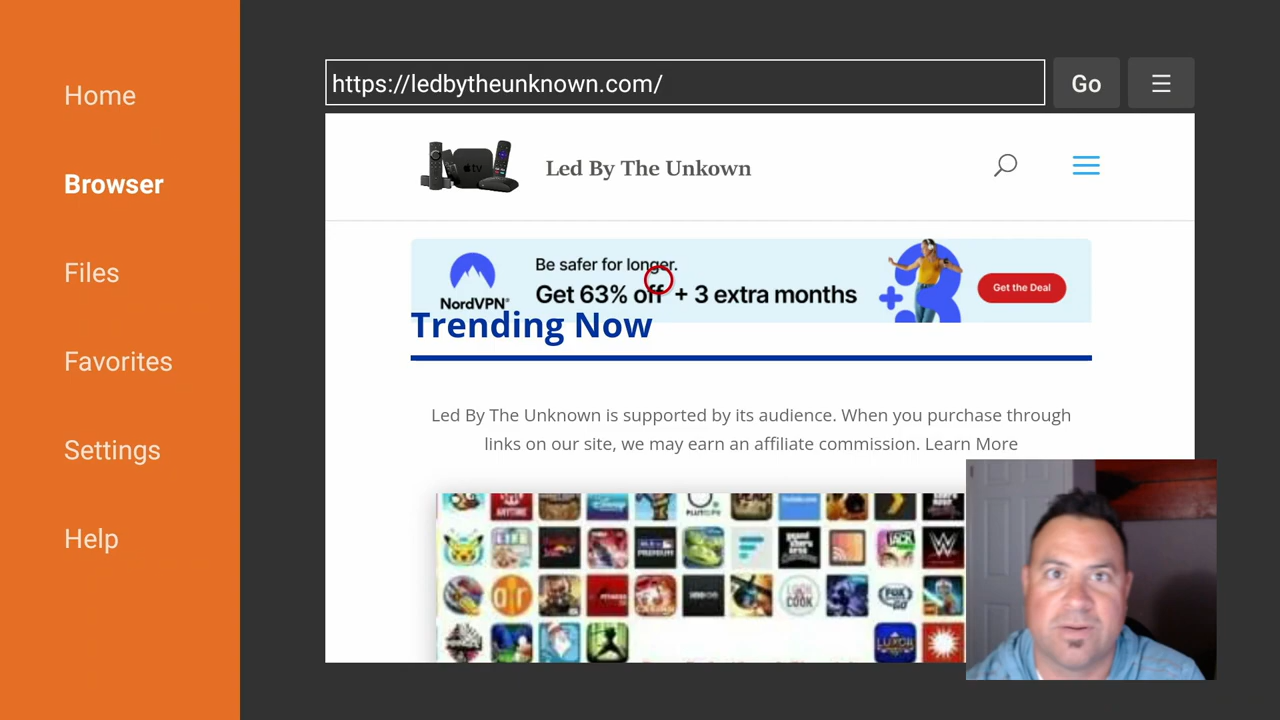 Home
Browser
Files
Favorites
Settings
Help
https://ledbytheunknown.com/
Go
tv
Led By The Unkown
NordVPN®
Be safer for longer.
Get 63% off + 3 extra months
Get the Deal
Trending Now
Led By The Unknown is supported by its audience. When you purchase through
links on our site, we may earn an affiliate commission. Learn More